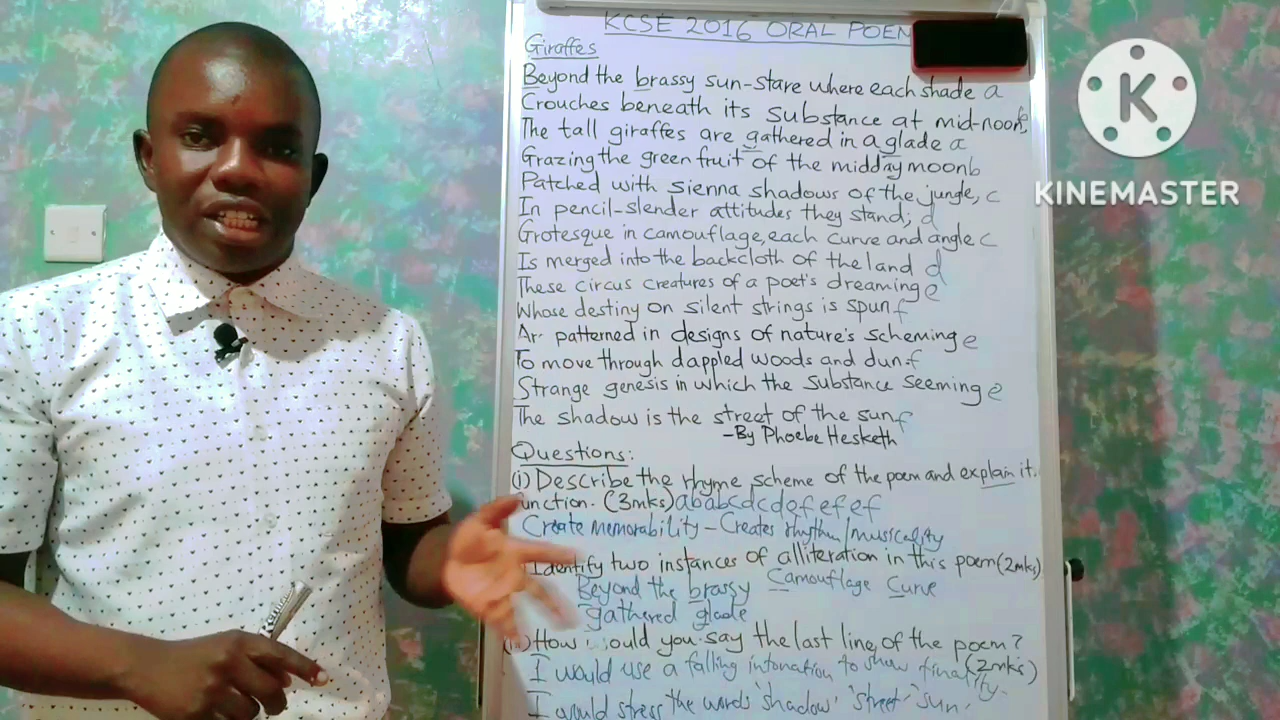 KCSE 2016 ORAL POEM
Giraffes
Beyond the brassy sun-stare where each shade a
Crouches beneath its substance at mid-noon,
The tall giraffes are gathered in a glade a
Grazing the green fruit of the midday moon b
Patched with sienna shadows of the jungle, c
In pencil-slender attitudes they stand; d
Grotesque in camouflage, each curve and angle c
Is merged into the backcloth of the land d
These circus creatures of a poet's dreaming e
Whose destiny on silent strings is spun f
Ar patterned in designs of nature's scheming e
To move through dappled woods and dun. f
Strange genesis in which the substance seeming e
The shadow is the street of the sun f
-By Phoebe Hesketh
Questions:
(i) Describe the rhyme scheme of the poem and explain it.
unction. (3mks) ababcdcdefefef
Create memorability - Creates rhythm/musicality
Identify two instances of alliteration in this poem (2mks)
Beyond the brassy Camouflage Curve
gathered glade
How ould you say the last line of the poem?
(2mks)
I would use a falling intonation to show finality.
I would stress the words 'shadow' 'street' 'sun'
KINEMASTER